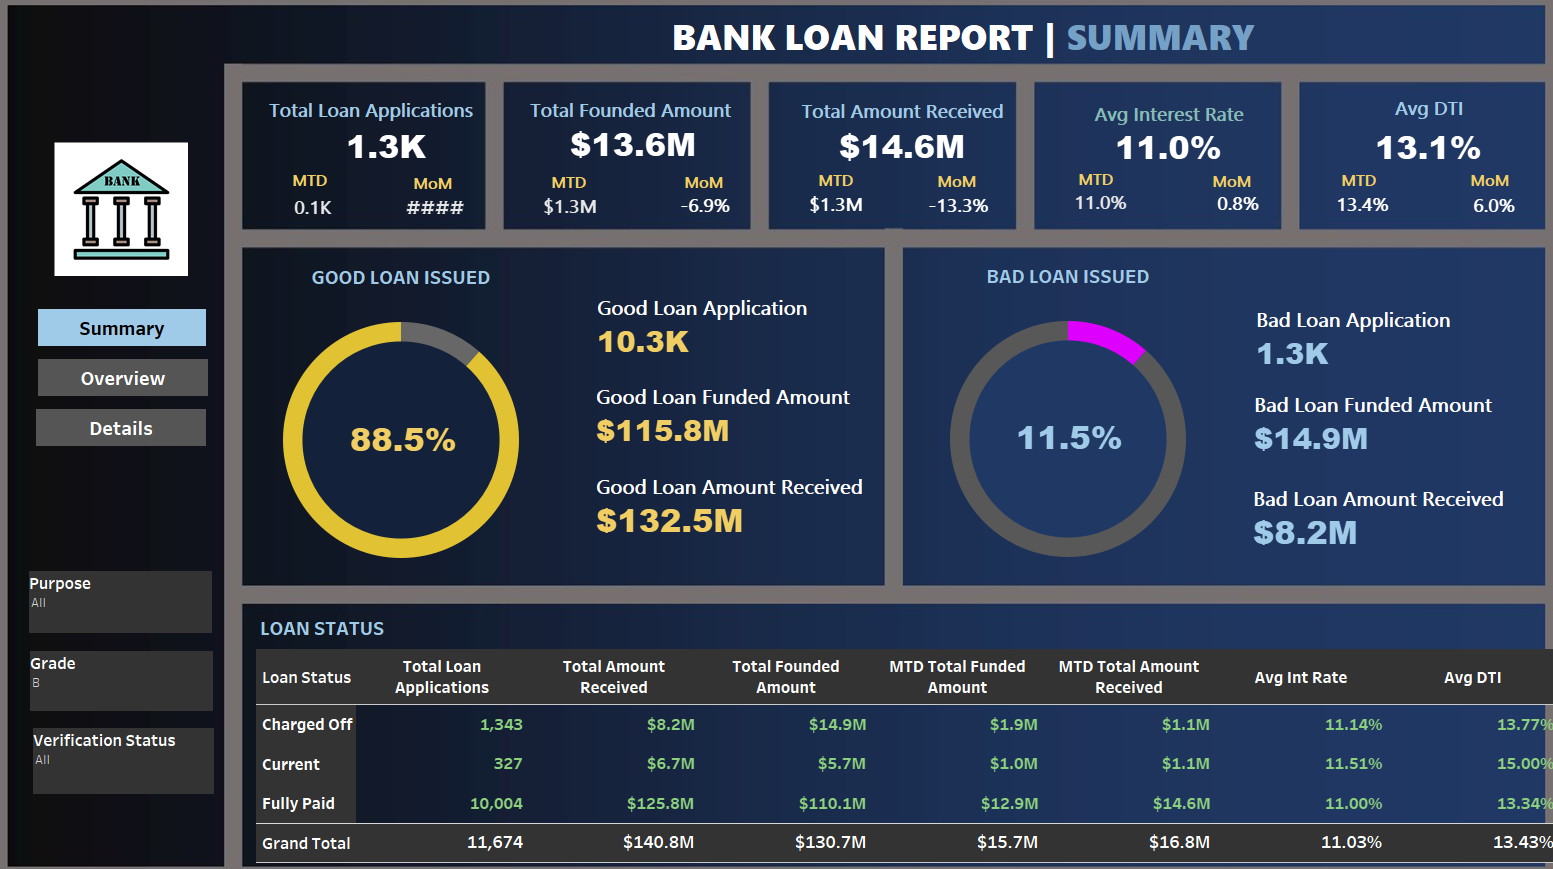 BANK LOAN REPORT | SUMMARY
BANK
Summary
Overview
Details
Purpose
All
Grade
B
Verification Status
All
Total Loan Applications
1.3K
MTD MoM
0.1K ####
Total Founded Amount
$13.6M
MTD MoM
$1.3M -6.9%
Total Amount Received
$14.6M
MTD MoM
$1.3M -13.3%
Avg Interest Rate
11.0%
MTD MoM
11.0% 0.8%
Avg DTI
13.1%
MTD MoM
13.4% 6.0%
GOOD LOAN ISSUED
88.5%
Good Loan Application
10.3K
Good Loan Funded Amount
$115.8M
Good Loan Amount Received
$132.5M
BAD LOAN ISSUED
11.5%
Bad Loan Application
1.3K
Bad Loan Funded Amount
$14.9M
Bad Loan Amount Received
$8.2M
LOAN STATUS
Loan Status Total Loan Applications Total Amount Received Total Founded Amount MTD Total Funded Amount MTD Total Amount Received Avg Int Rate Avg DTI
Charged Off 1,343 $8.2M $14.9M $1.9M $1.1M 11.14% 13.77%
Current 327 $6.7M $5.7M $1.0M $1.1M 11.51% 15.00%
Fully Paid 10,004 $125.8M $110.1M $12.9M $14.6M 11.00% 13.34%
Grand Total 11,674 $140.8M $130.7M $15.7M $16.8M 11.03% 13.43%